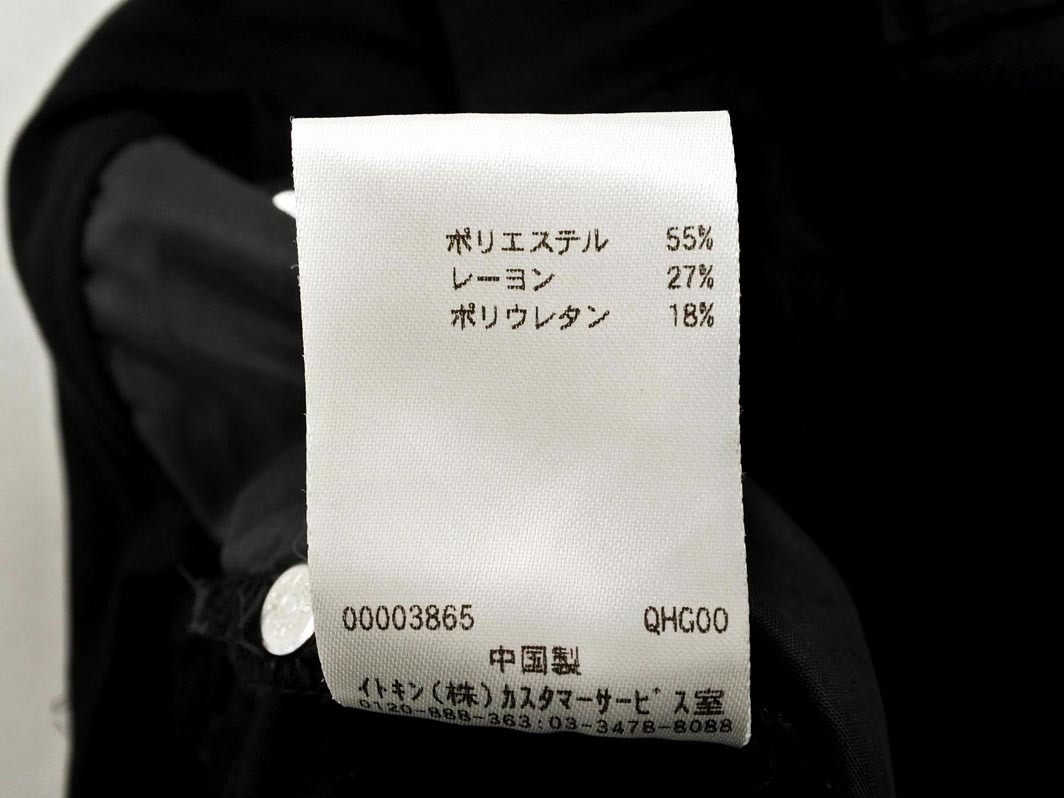 ポリエステル 55%
レーヨン 27%
ポリウレタン 18%
00003865 QHG00
中国製
イトキン(株)カスタマーサービス室
0120-888-363:03-3478-8088